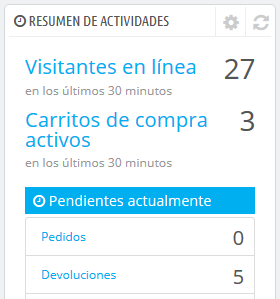 RESUMEN DE ACTIVIDADES
Visitantes en línea 27
en los últimos 30 minutos
Carritos de compra 3
activos
en los últimos 30 minutos
Pendientes actualmente
Pedidos 0
Devoluciones 5